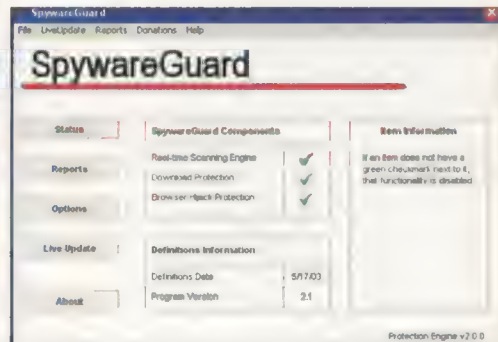 SpywareGuard
File LiveUpdate Reports Donations Help
SpywareGuard
Status
Reports
Options
Live Update
About
SpywareGuard Components
Real-time Scanning Engine
Download Protection
Browser Hijack Protection
Definitions Information
Definitions Date 5/17/03
Program Version 2.1
Item Information
If an item does not have a
green checkmark next to it,
that functionality is disabled
Protection Engine v2.0.0